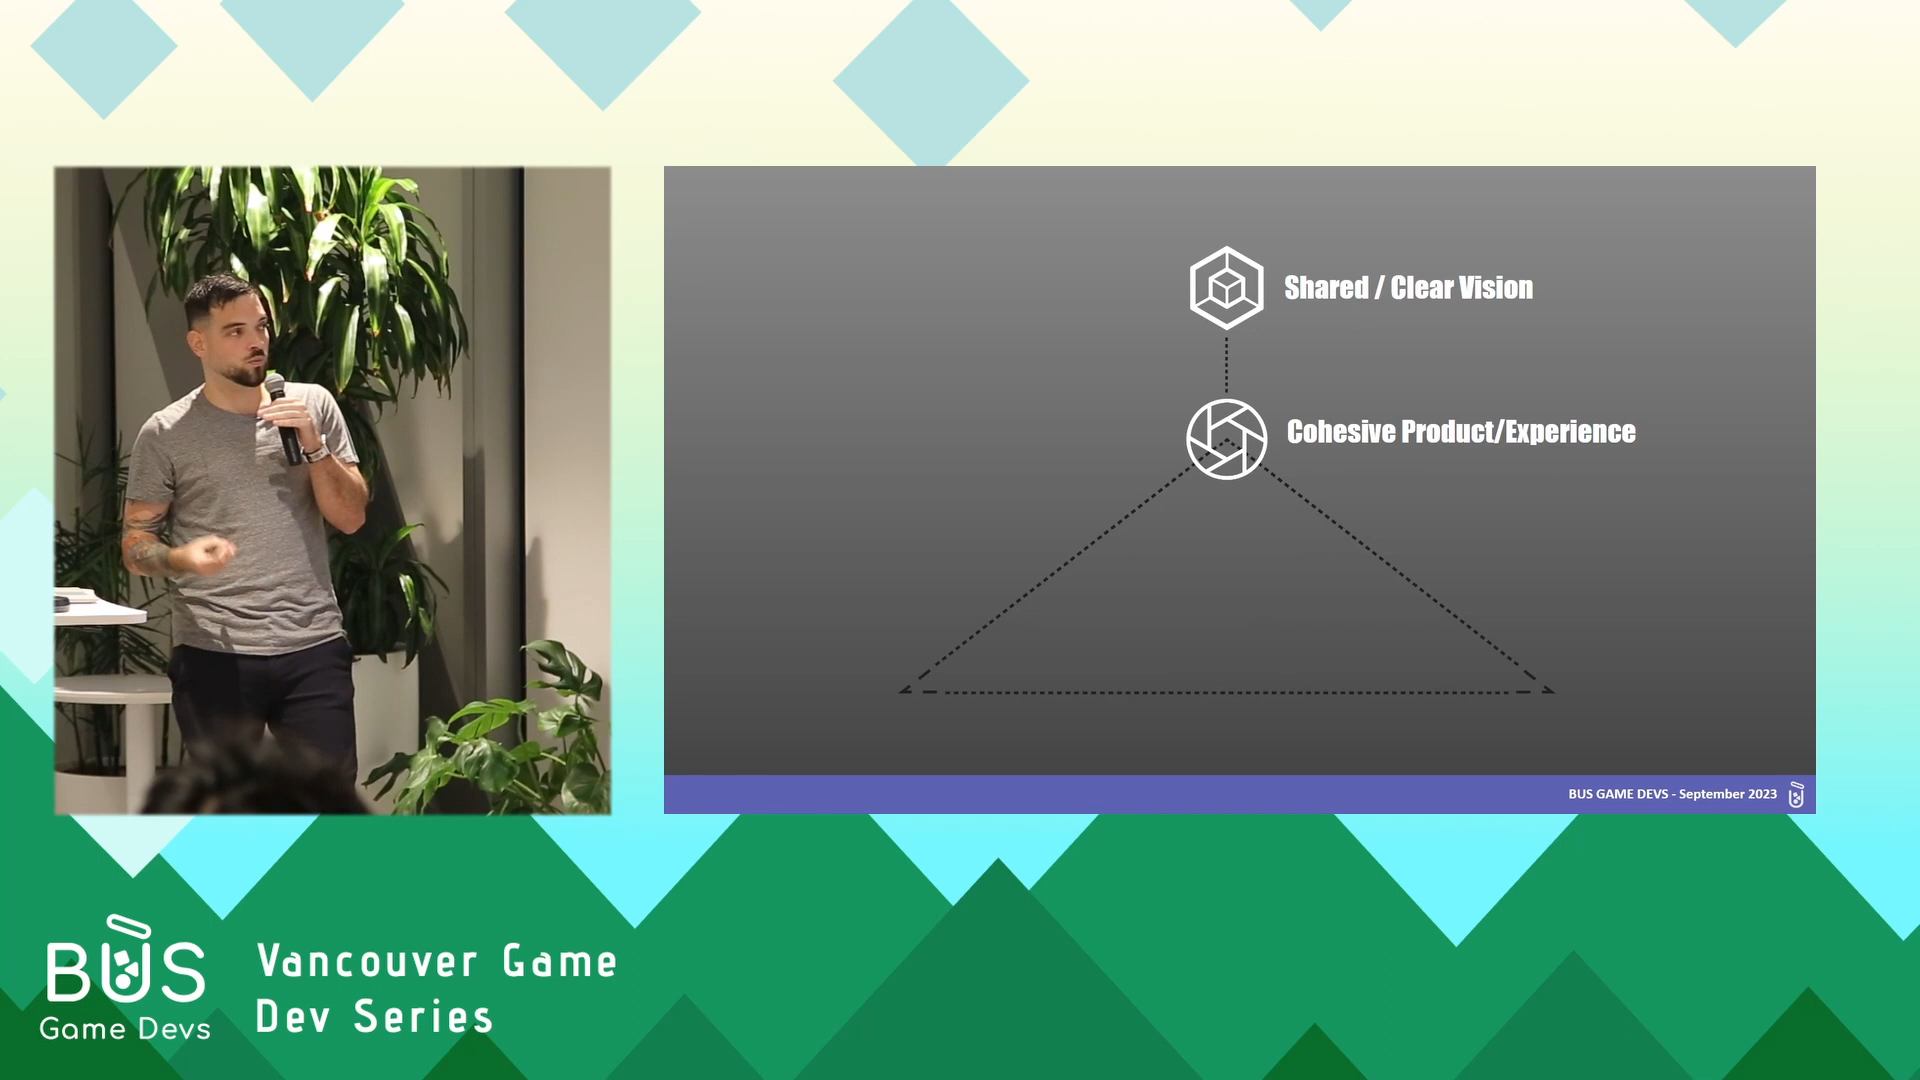 Shared / Clear Vision
Cohesive Product/Experience
BUS GAME DEVS - September 2023
BUS
Game Devs
Vancouver Game
Dev Series